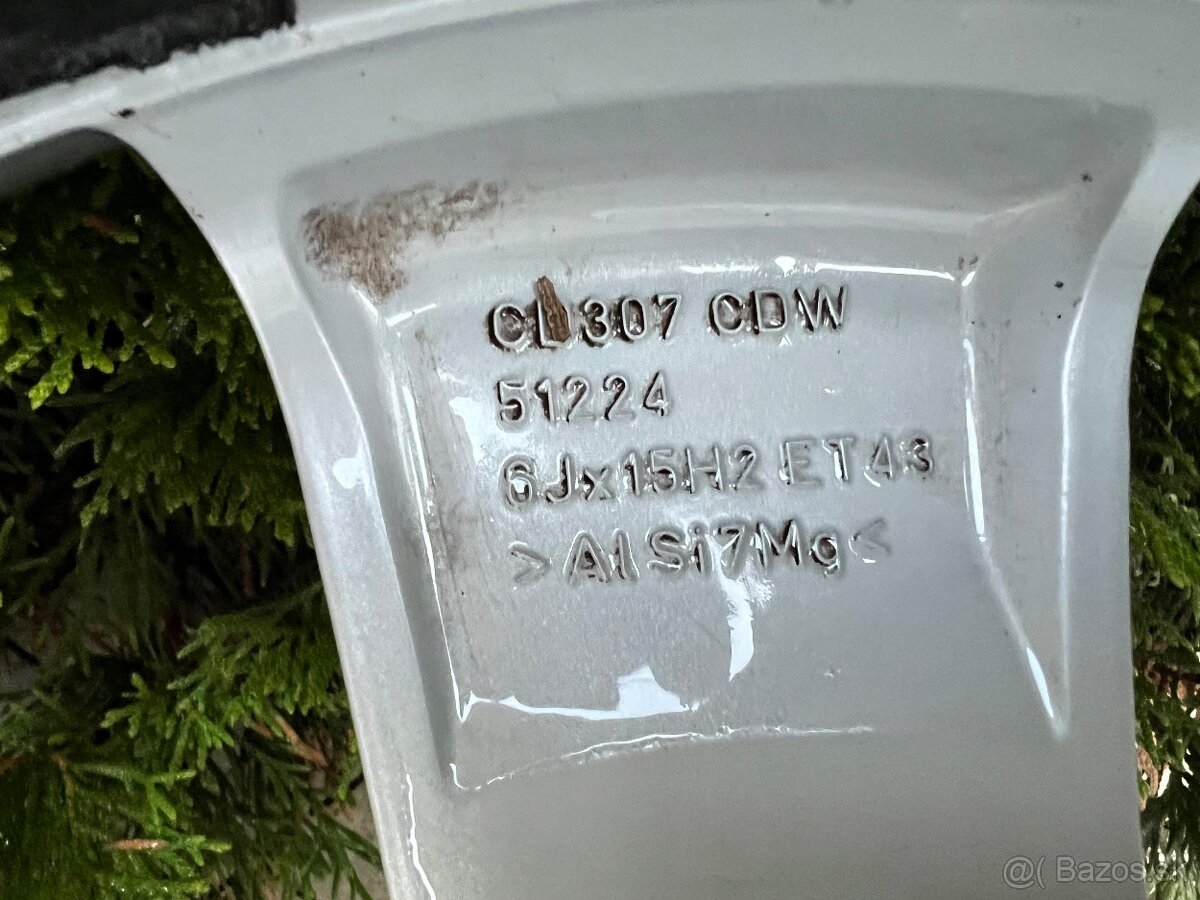 CL307 CDW
51224
6Jx15H2 ET43
>AlSi7Mg<
@( Bazos.sk